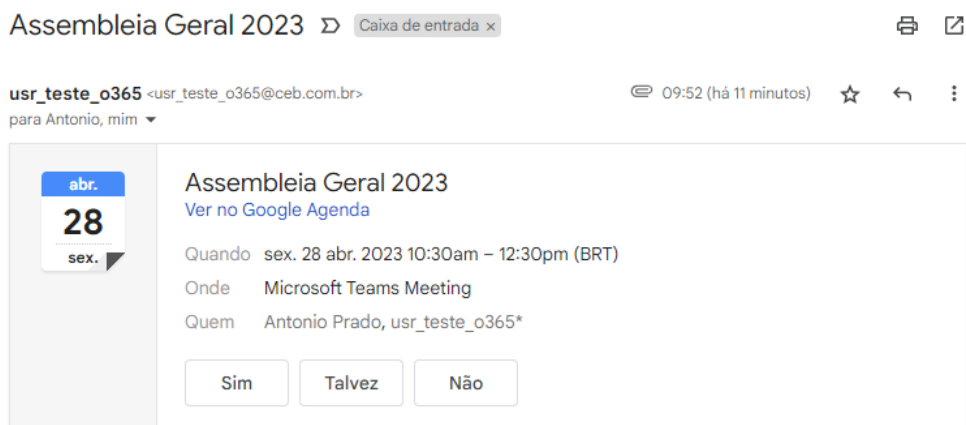 Assembleia Geral 2023 Caixa de entrada ×
usr_teste_o365 <usr_teste_o365@ceb.com.br> 09:52 (há 11 minutos)
para Antonio, mim
abr.
28
sex.
Assembleia Geral 2023
Ver no Google Agenda
Quando sex. 28 abr. 2023 10:30am – 12:30pm (BRT)
Onde Microsoft Teams Meeting
Quem Antonio Prado, usr_teste_o365*
Sim Talvez Não